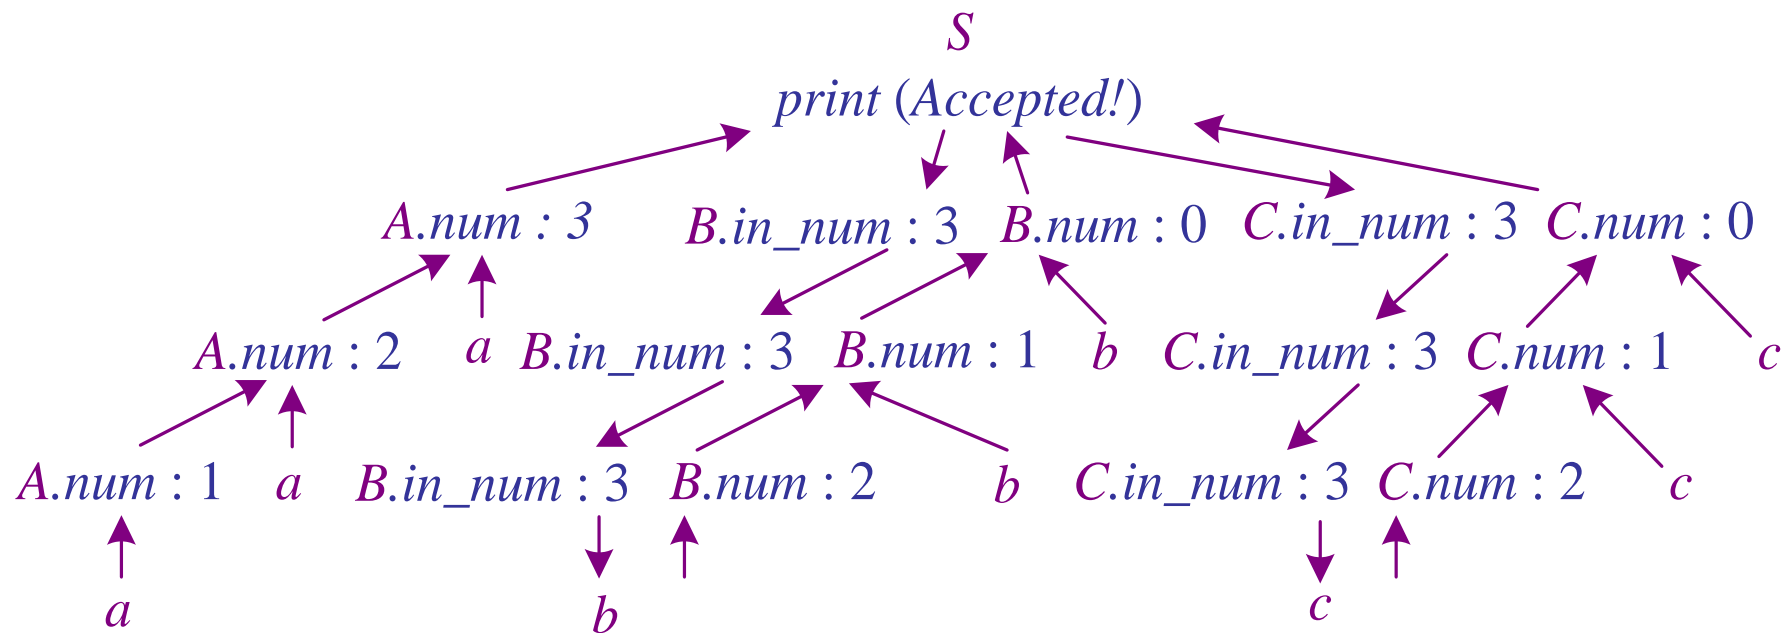 S
print (Accepted!)
A.num : 3 B.in_num : 3 B.num : 0 C.in_num : 3 C.num : 0
A.num : 2 a B.in_num : 3 B.num : 1 b C.in_num : 3 C.num : 1 c
A.num : 1 a B.in_num : 3 B.num : 2 b C.in_num : 3 C.num : 2 c
a b c